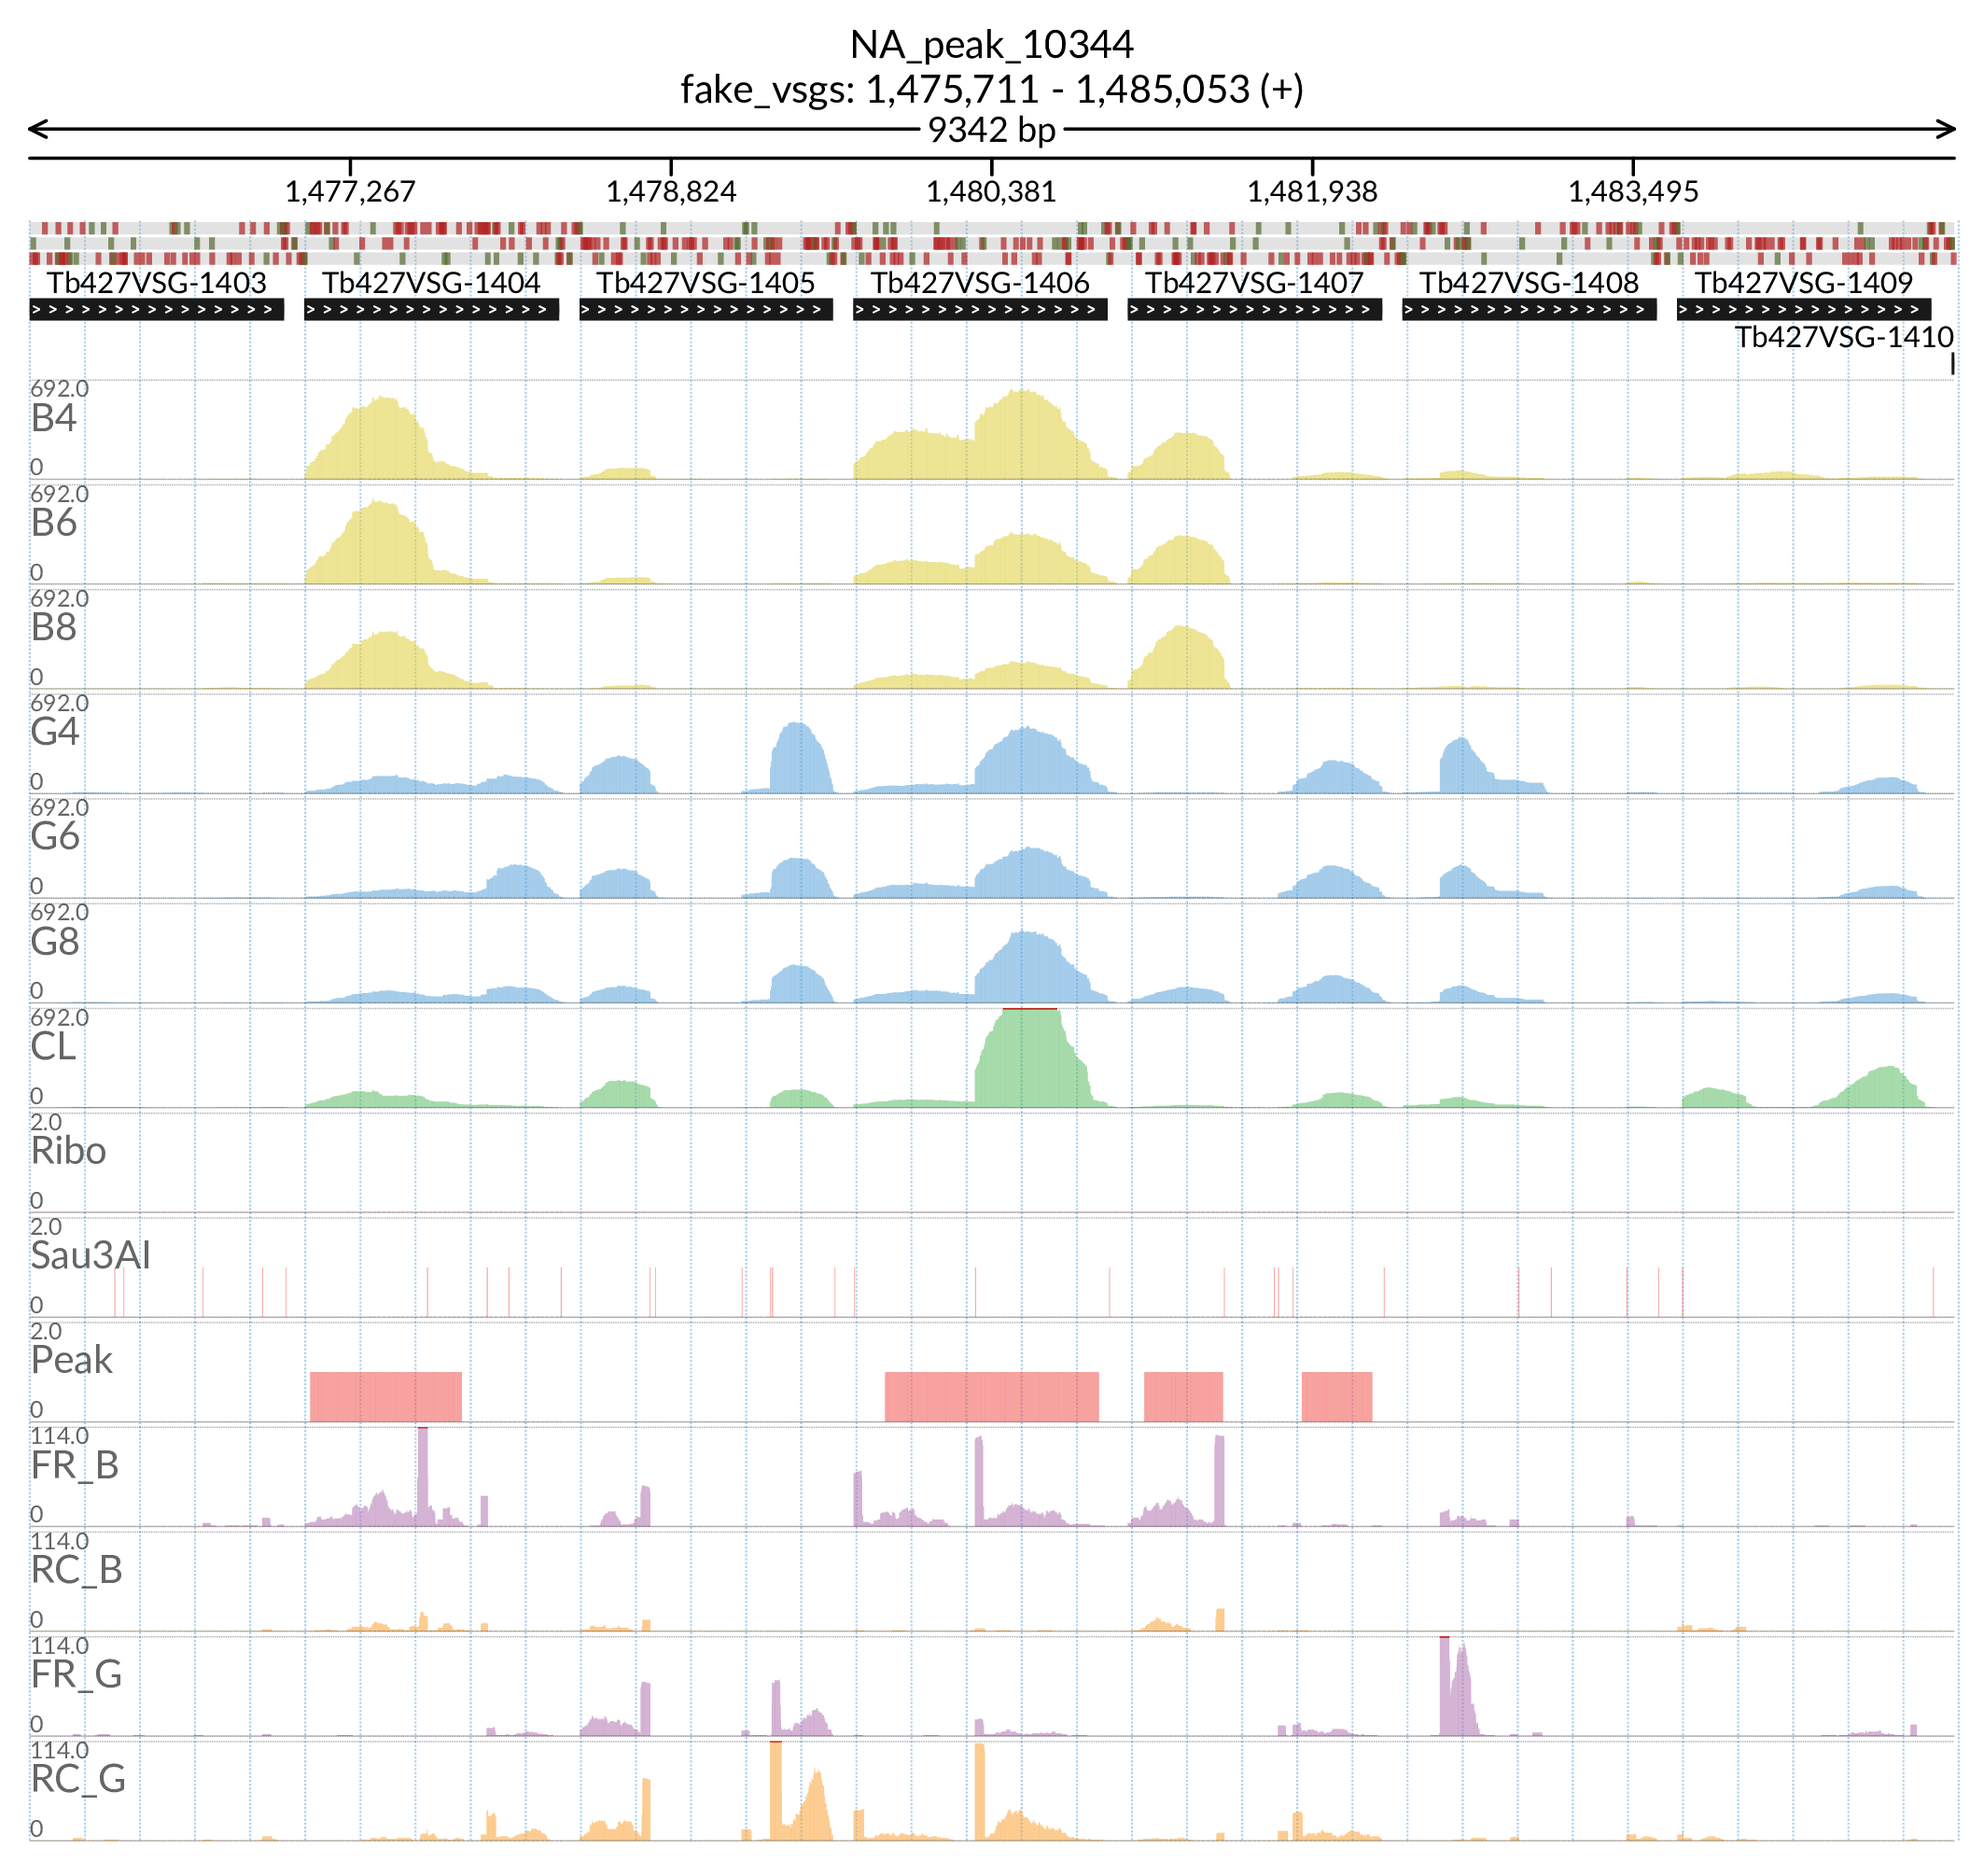 NA_peak_10344
fake_vsgs: 1,475,711 - 1,485,053 (+)
9342 bp
1,477,267 1,478,824 1,480,381 1,481,938 1,483,495
Tb427VSG-1403 Tb427VSG-1404 Tb427VSG-1405 Tb427VSG-1406 Tb427VSG-1407 Tb427VSG-1408 Tb427VSG-1409
Tb427VSG-1410
692.0
B4
0
692.0
B6
0
692.0
B8
0
692.0
G4
0
692.0
G6
0
692.0
G8
0
692.0
CL
0
2.0
Ribo
0
2.0
Sau3AI
0
2.0
Peak
0
114.0
FR_B
0
114.0
RC_B
0
114.0
FR_G
0
114.0
RC_G
0